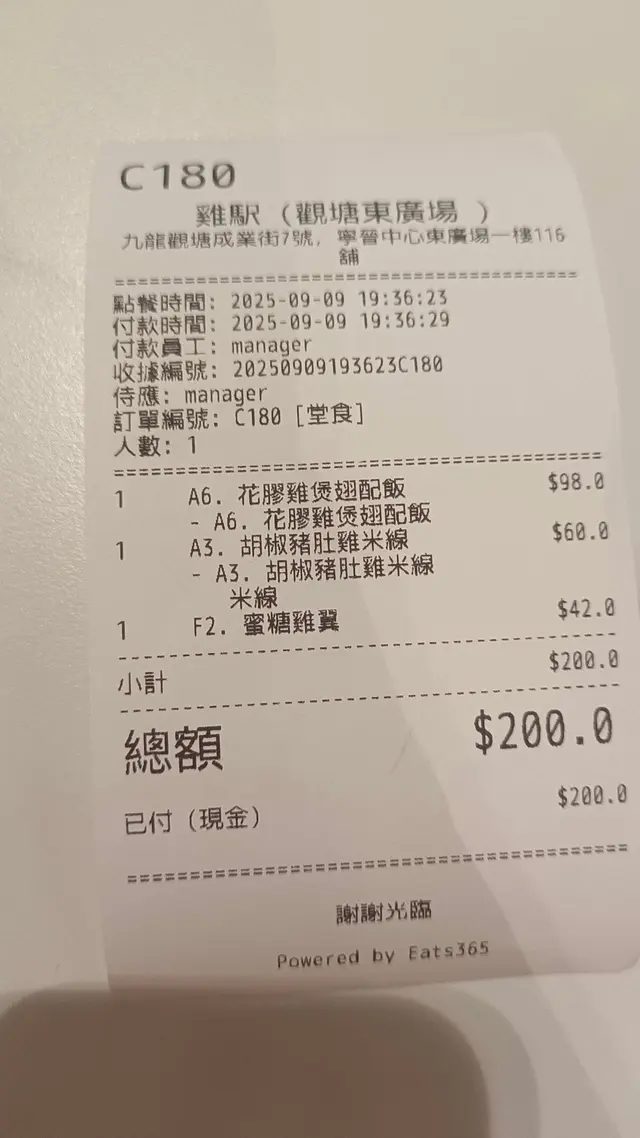 C180
雞駅 (觀塘東廣場 )
九龍觀塘成業街7號, 寧晉中心東廣場一樓116
舖
點餐時間: 2025-09-09 19:36:23
付款時間: 2025-09-09 19:36:29
付款員工: manager
收據編號: 20250909193623C180
侍應: manager
訂單編號: C180 [堂食]
人數: 1
1 A6. 花膠雞煲翅配飯 $98.0
- A6. 花膠雞煲翅配飯
1 A3. 胡椒豬肚雞米線 $60.0
- A3. 胡椒豬肚雞米線
米線
1 F2. 蜜糖雞翼 $42.0
小計 $200.0
總額 $200.0
已付 (現金) $200.0
謝謝光臨
Powered by Eats365